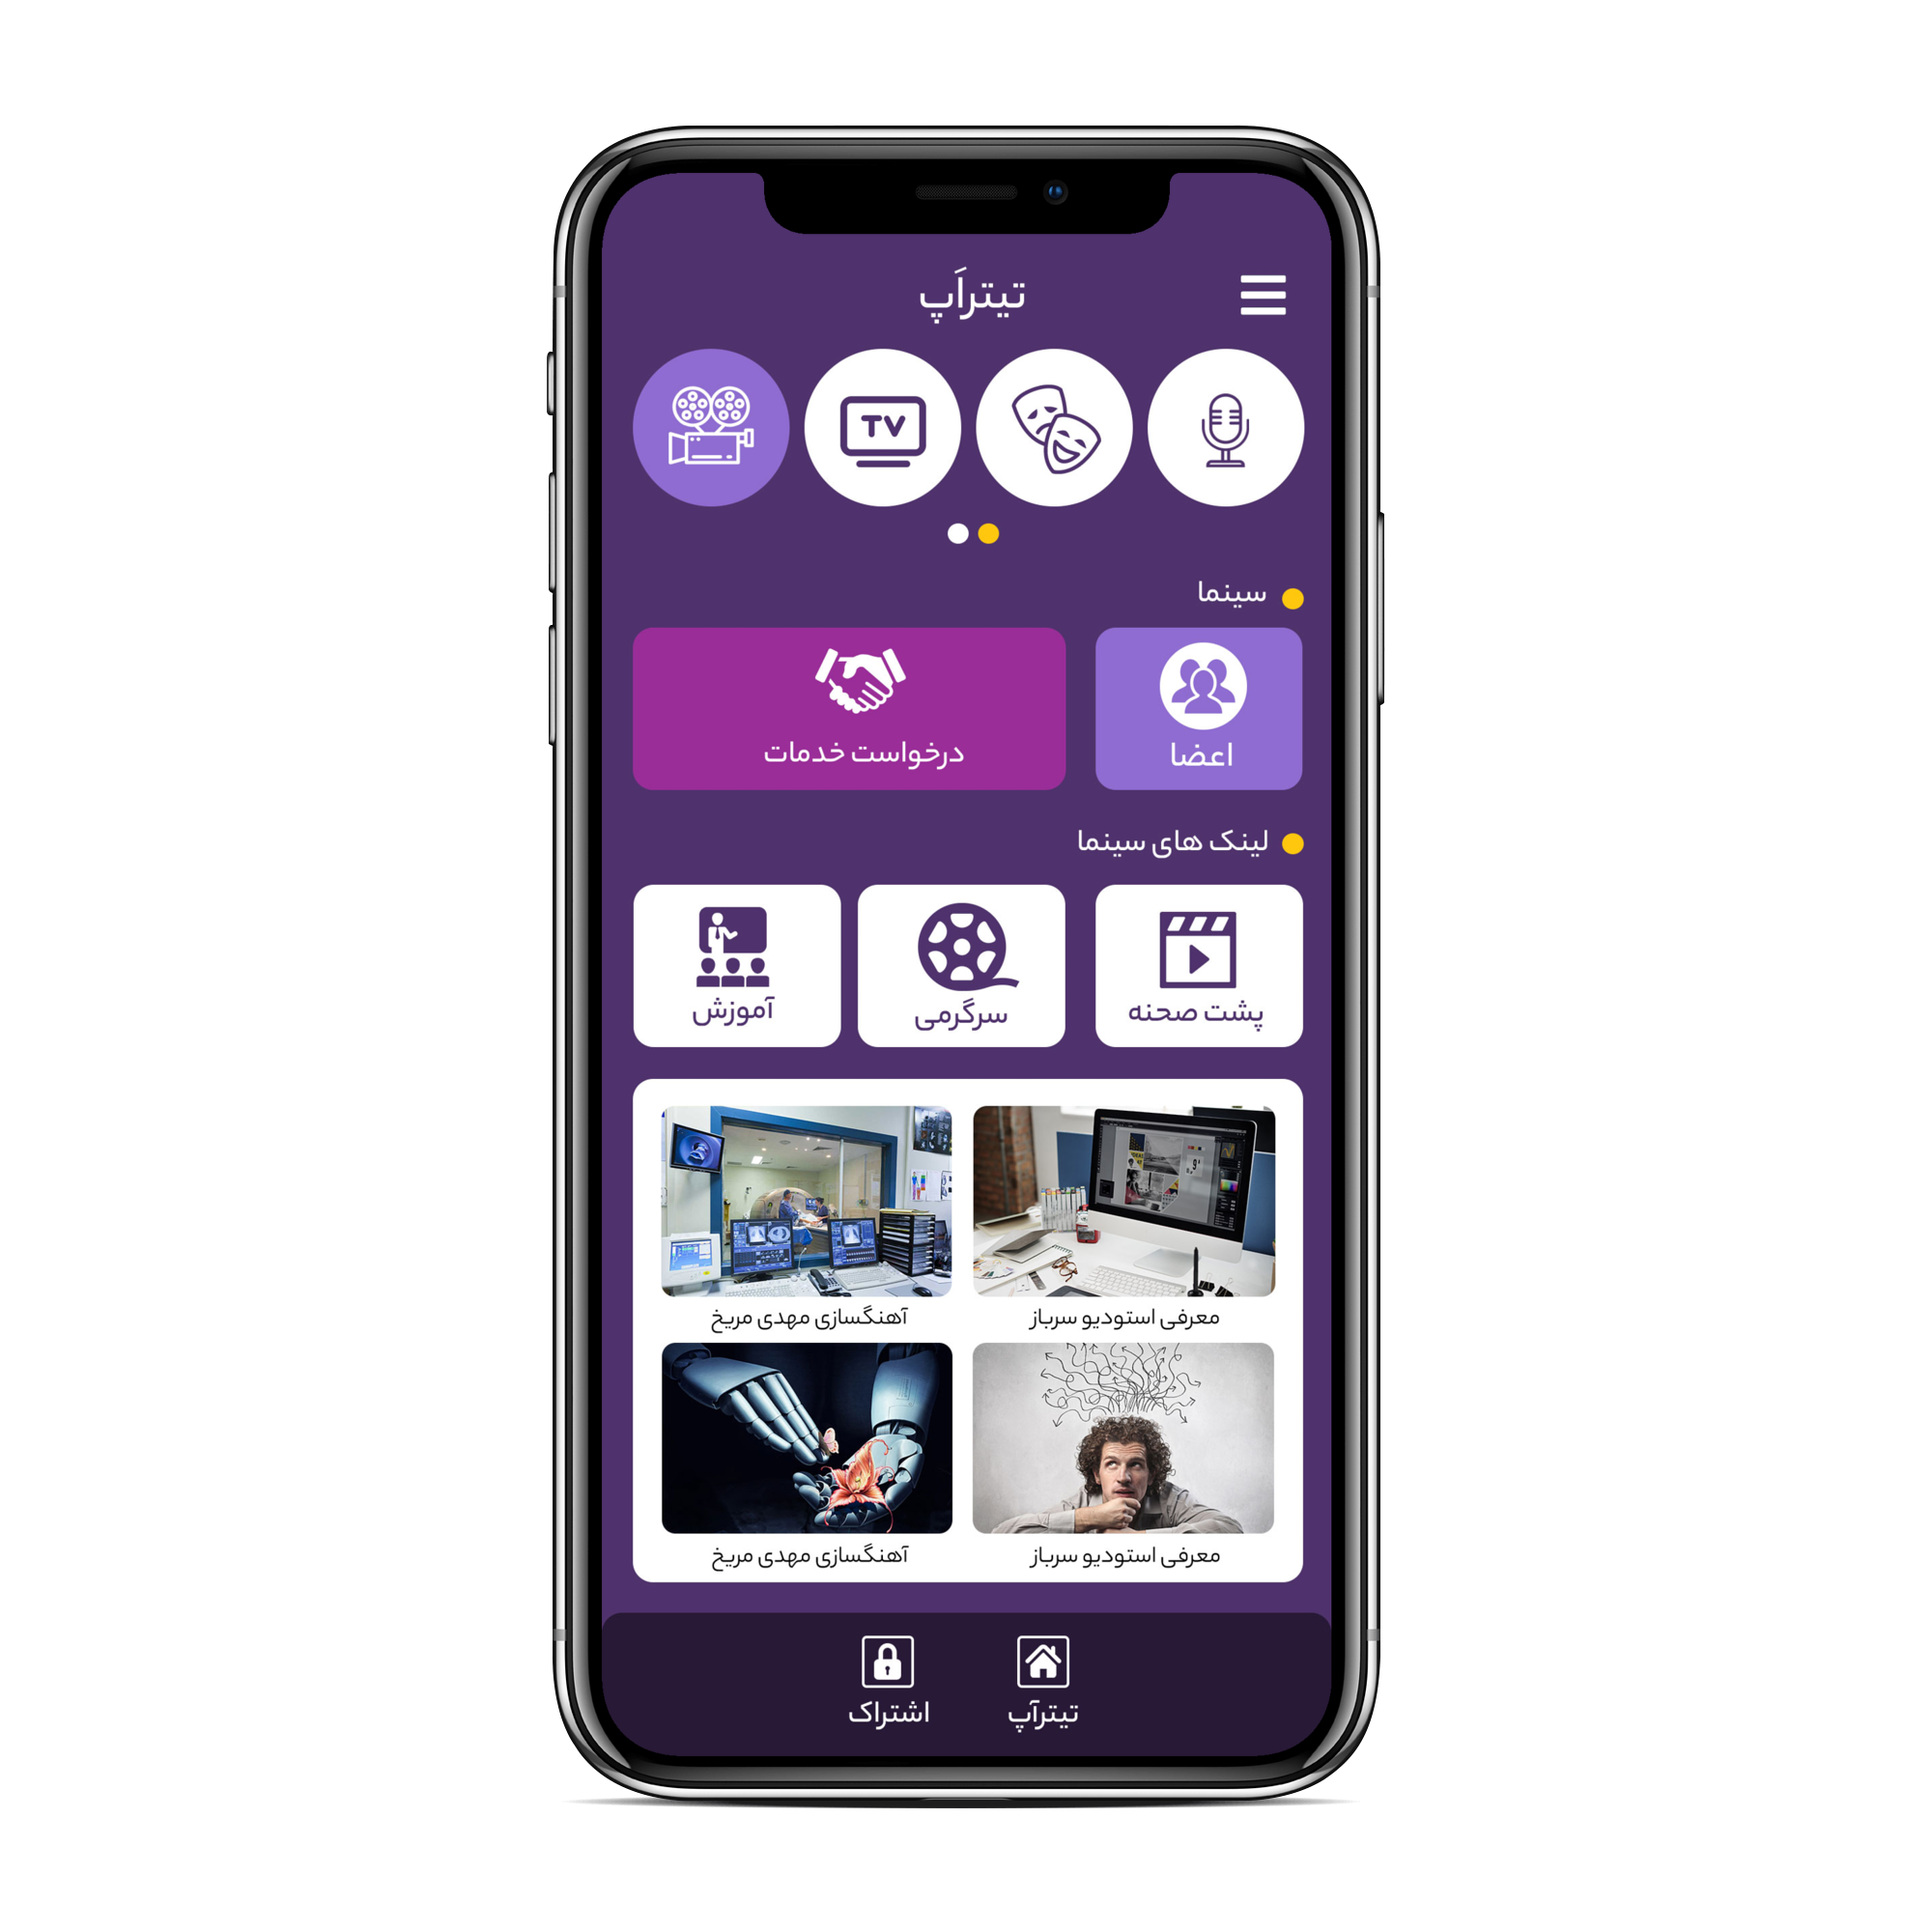 تیتراَپ
TV
سینما
اعضا
درخواست خدمات
لینک های سینما
پشت صحنه
سرگرمی
آموزش
معرفی استودیو سرباز
آهنگسازی مهدی مریخ
معرفی استودیو سرباز
آهنگسازی مهدی مریخ
تیترآپ
اشتراک